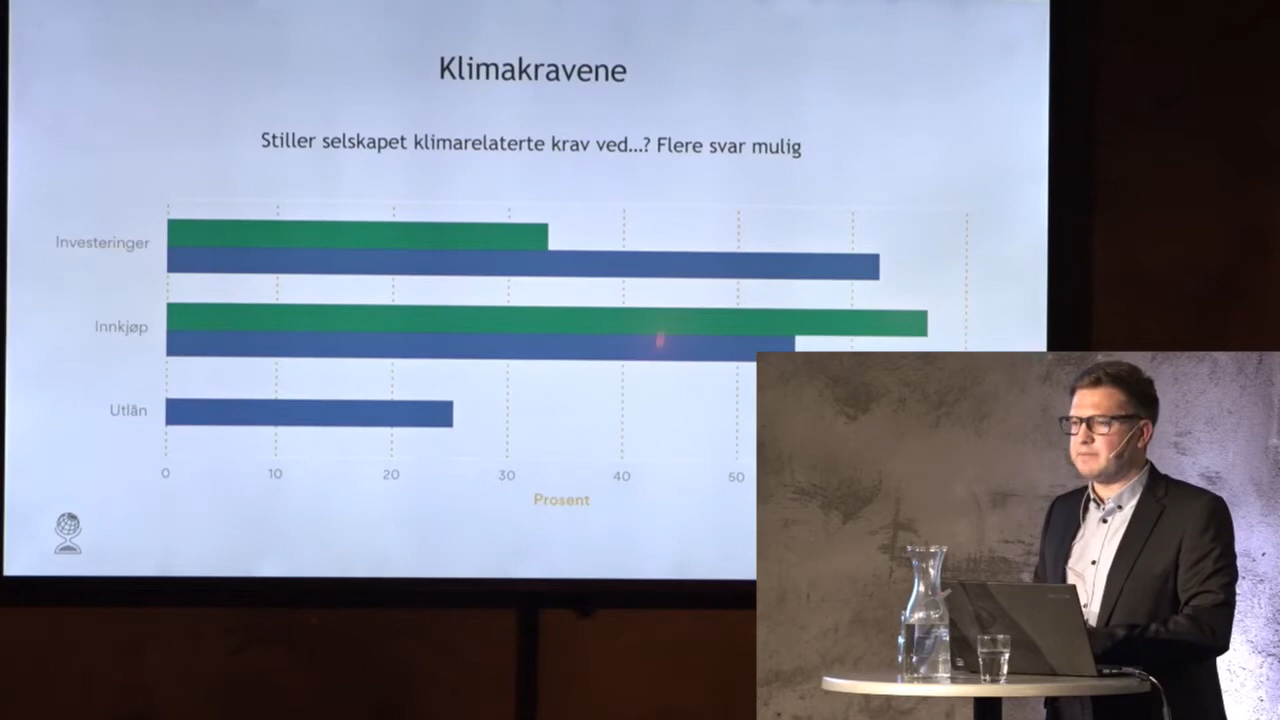 Klimakravene
Stiller selskapet klimarelaterte krav ved...? Flere svar mulig
Investeringer
Innkjøp
Utlån
0 10 20 30 40 50
Prosent